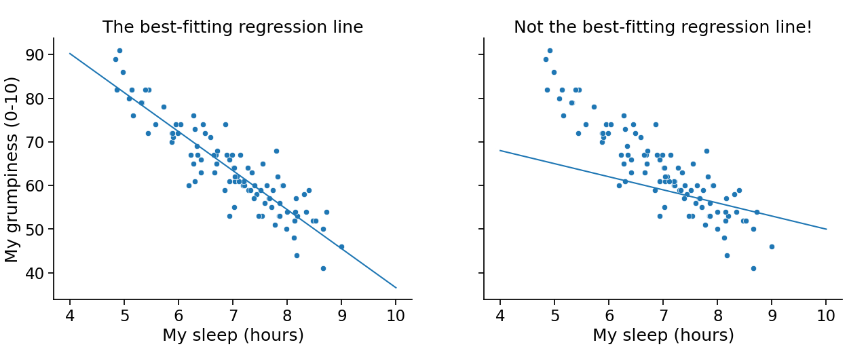 The best-fitting regression line
Not the best-fitting regression line!
My grumpiness (0-10)
90
80
70
60
50
40
4 5 6 7 8 9 10
My sleep (hours)
4 5 6 7 8 9 10
My sleep (hours)